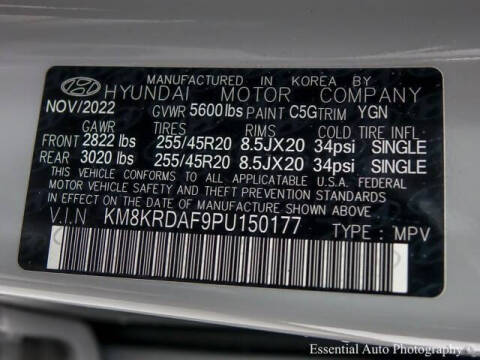 MANUFACTURED IN KOREA BY
HYUNDAI MOTOR COMPANY
NOV/2022 GVWR 5600 lbs PAINT C5G TRIM YGN
GAWR TIRES RIMS COLD TIRE INFL.
FRONT 2822 lbs 255/45R20 8.5JX20 34psi SINGLE
REAR 3020 lbs 255/45R20 8.5JX20 34psi SINGLE
THIS VEHICLE CONFORMS TO ALL APPLICABLE U.S.A. FEDERAL
MOTOR VEHICLE SAFETY AND THEFT PREVENTION STANDARDS
IN EFFECT ON THE DATE OF MANUFACTURE SHOWN ABOVE.
V.I.N KM8KRDAF9PU150177 TYPE : MPV
Essential Auto Photography ©